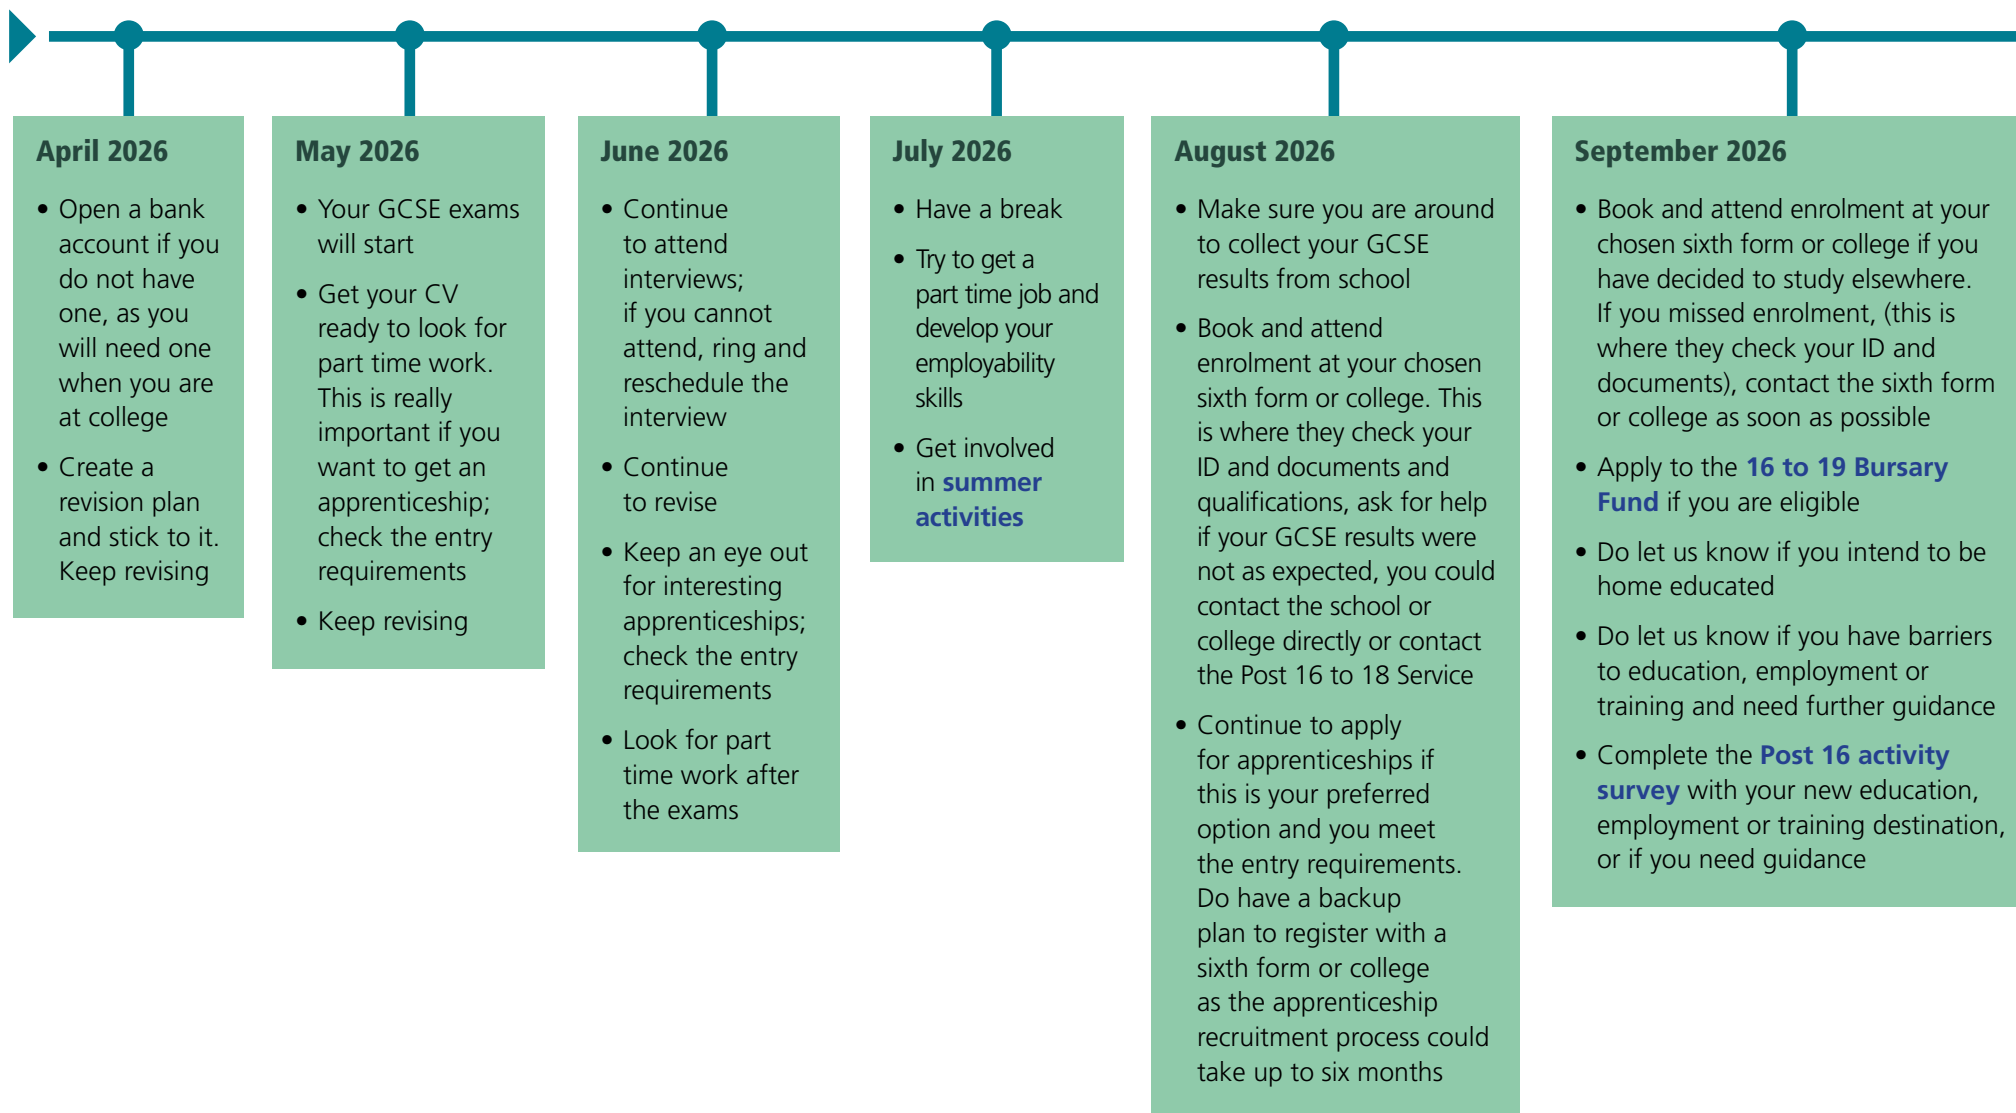 April 2026
• Open a bank
account if you
do not have
one, as you
will need one
when you are
at college
• Create a
revision plan
and stick to it.
Keep revising
May 2026
• Your GCSE exams
will start
• Get your CV
ready to look for
part time work.
This is really
important if you
want to get an
apprenticeship;
check the entry
requirements
• Keep revising
June 2026
• Continue
to attend
interviews;
if you cannot
attend, ring and
reschedule the
interview
• Continue
to revise
• Keep an eye out
for interesting
apprenticeships;
check the entry
requirements
• Look for part
time work after
the exams
July 2026
• Have a break
• Try to get a
part time job and
develop your
employability
skills
• Get involved
in summer
activities
August 2026
• Make sure you are around
to collect your GCSE
results from school
• Book and attend
enrolment at your chosen
sixth form or college. This
is where they check your
ID and documents and
qualifications, ask for help
if your GCSE results were
not as expected, you could
contact the school or
college directly or contact
the Post 16 to 18 Service
• Continue to apply
for apprenticeships if
this is your preferred
option and you meet
the entry requirements.
Do have a backup
plan to register with a
sixth form or college
as the apprenticeship
recruitment process could
take up to six months
September 2026
• Book and attend enrolment at your
chosen sixth form or college if you
have decided to study elsewhere.
If you missed enrolment, (this is
where they check your ID and
documents), contact the sixth form
or college as soon as possible
• Apply to the 16 to 19 Bursary
Fund if you are eligible
• Do let us know if you intend to be
home educated
• Do let us know if you have barriers
to education, employment or
training and need further guidance
• Complete the Post 16 activity
survey with your new education,
employment or training destination,
or if you need guidance